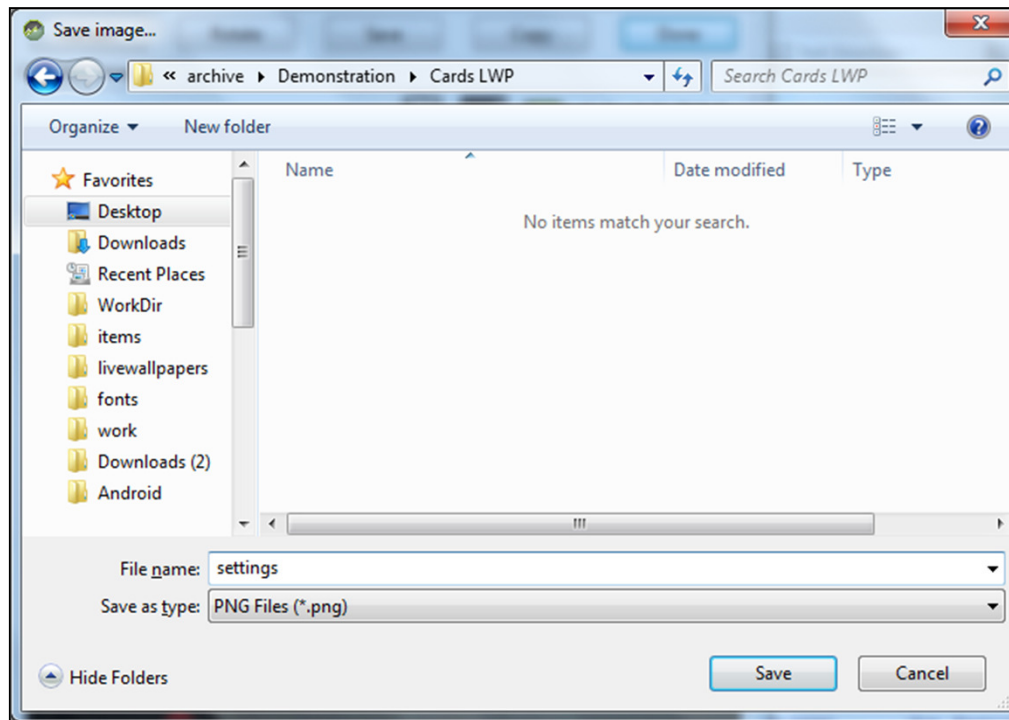 Save image...
« archive ▸ Demonstration ▸ Cards LWP
Search Cards LWP
Organize
New folder
Name
Date modified
Type
No items match your search.
Favorites
Desktop
Downloads
Recent Places
WorkDir
items
livewallpapers
fonts
work
Downloads (2)
Android
File name: settings
Save as type: PNG Files (*.png)
Hide Folders
Save
Cancel